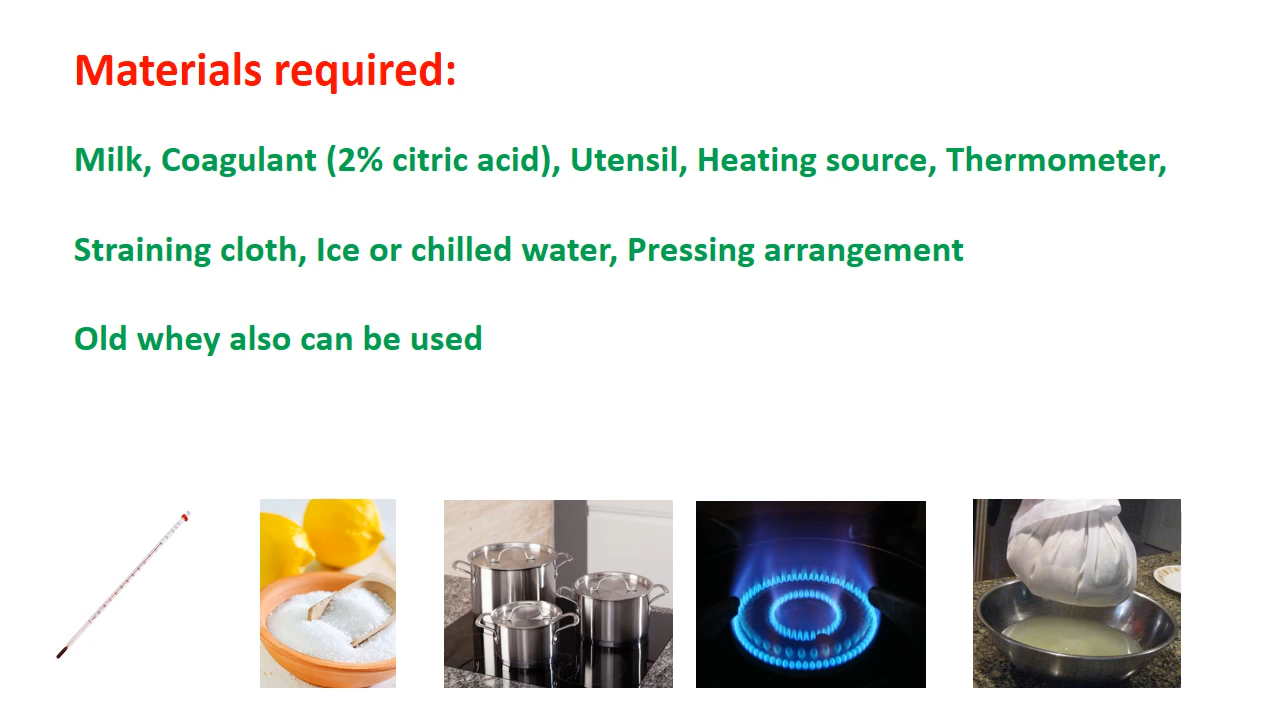 Materials required:
Milk, Coagulant (2% citric acid), Utensil, Heating source, Thermometer,
Straining cloth, Ice or chilled water, Pressing arrangement
Old whey also can be used